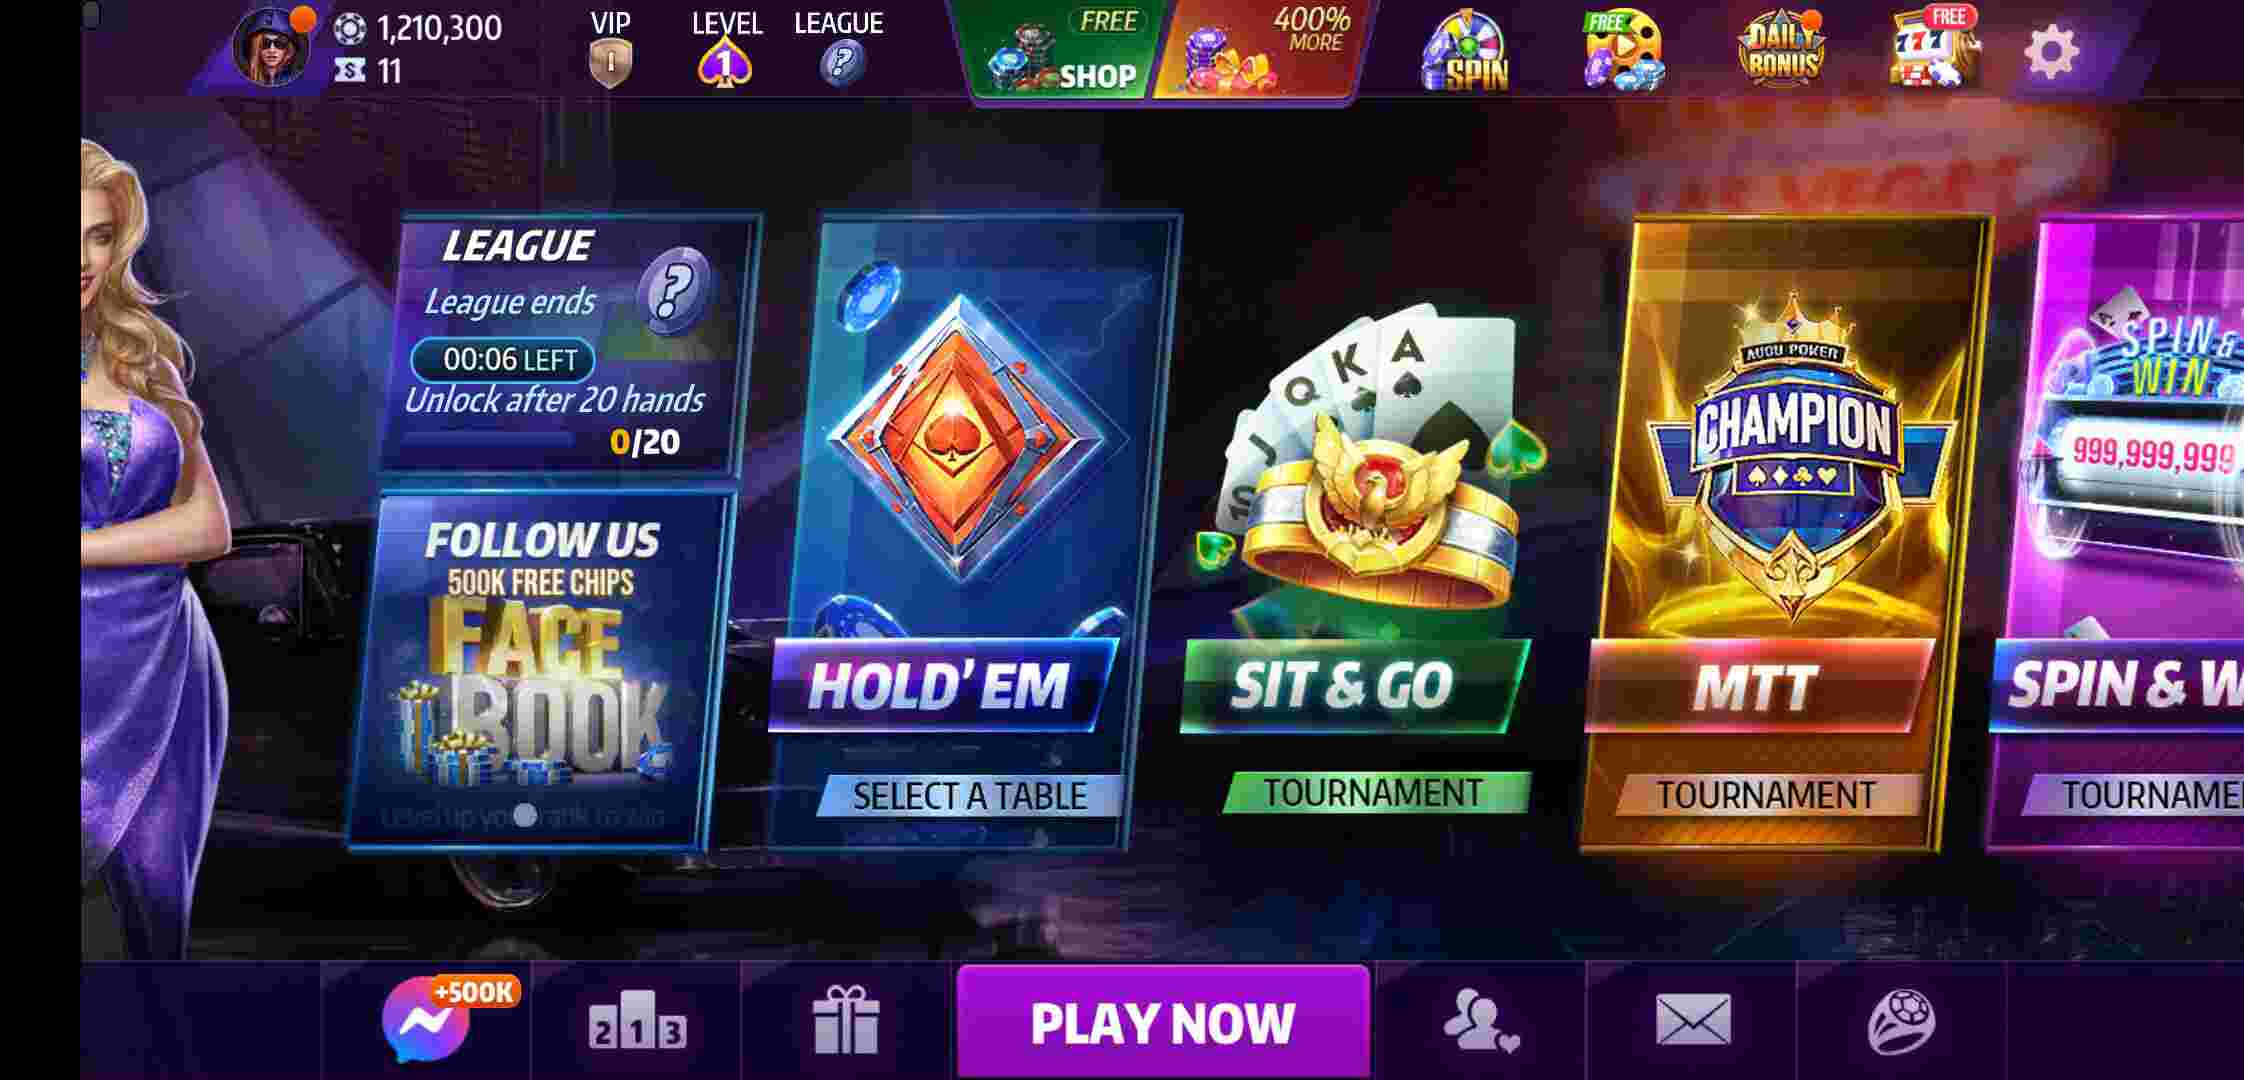 1,210,300
11
VIP
LEVEL
1
LEAGUE
FREE
SHOP
400%
MORE
SPIN
FREE
DAILY
BONUS
FREE
777
LEAGUE
League ends
00:06 LEFT
Unlock after 20 hands
0/20
FOLLOW US
500K FREE CHIPS
FACE
BOOK
HOLD' EM
SELECT A TABLE
10 J Q K A
SIT & GO
TOURNAMENT
CHAMPION
MTT
TOURNAMENT
SPIN &
WIN
999,999,999
SPIN & W
TOURNAME
+500K
2 1 3
PLAY NOW